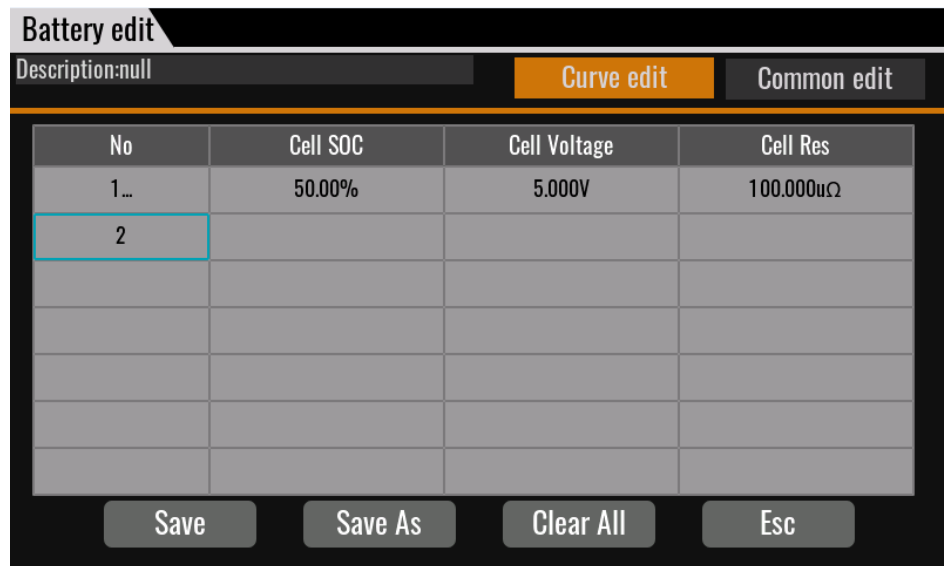 Battery edit
Description:null
Curve edit
Common edit
No Cell SOC Cell Voltage Cell Res
1... 50.00% 5.000V 100.000uΩ
2
Save Save As Clear All Esc